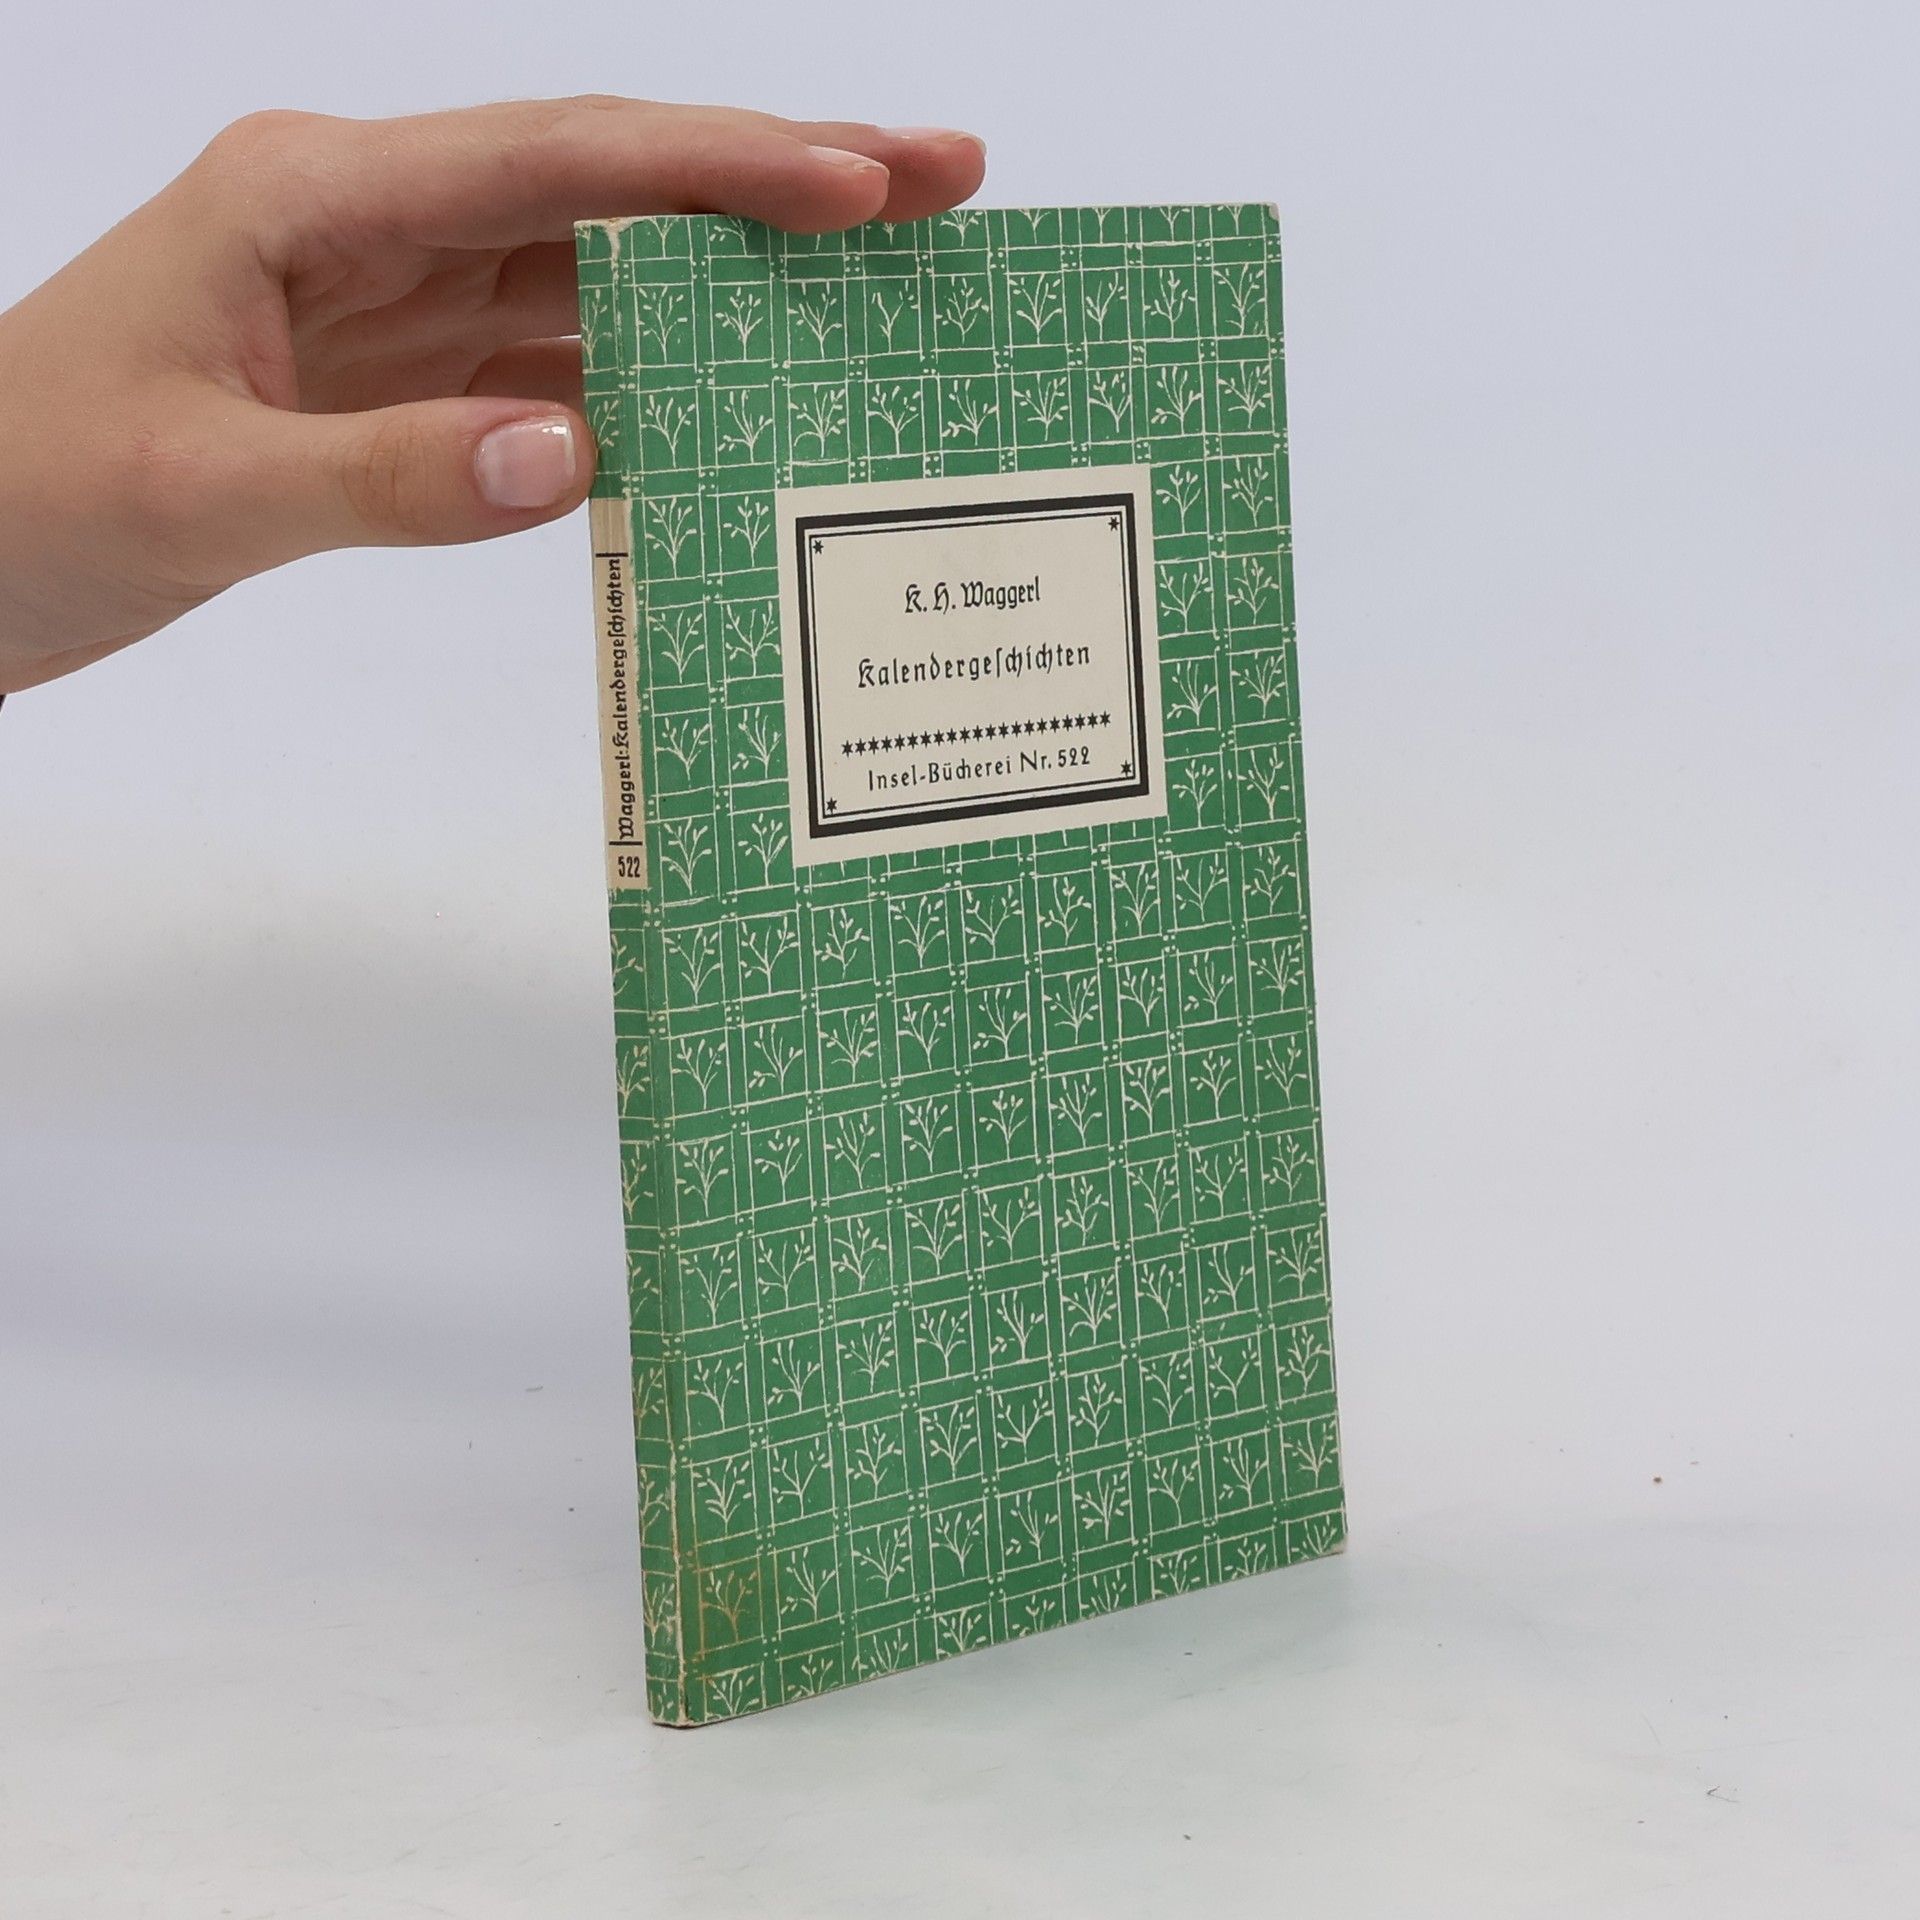 K. H. Waggerl
Kalendergeſchichten
Insel-Bücherei Nr. 522
Waggerl: Kalendergeſchichten
522